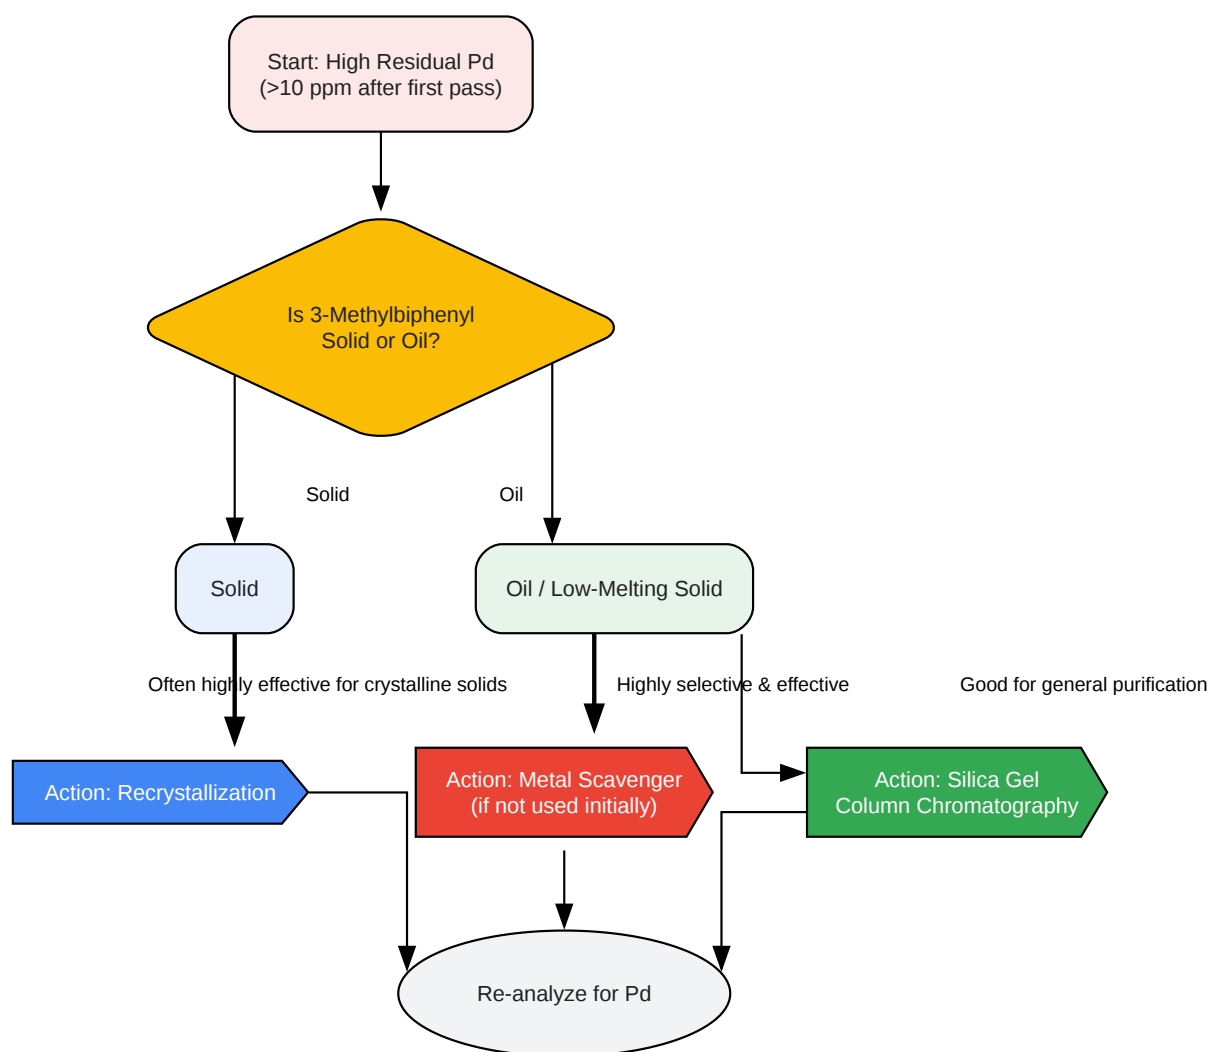 Start: High Residual Pd
(>10 ppm after first pass)
Is 3-Methylbiphenyl
Solid or Oil?
Solid
Oil
Solid
Oil / Low-Melting Solid
Often highly effective for crystalline solids
Highly selective & effective
Good for general purification
Action: Recrystallization
Action: Metal Scavenger
(if not used initially)
Action: Silica Gel
Column Chromatography
Re-analyze for Pd